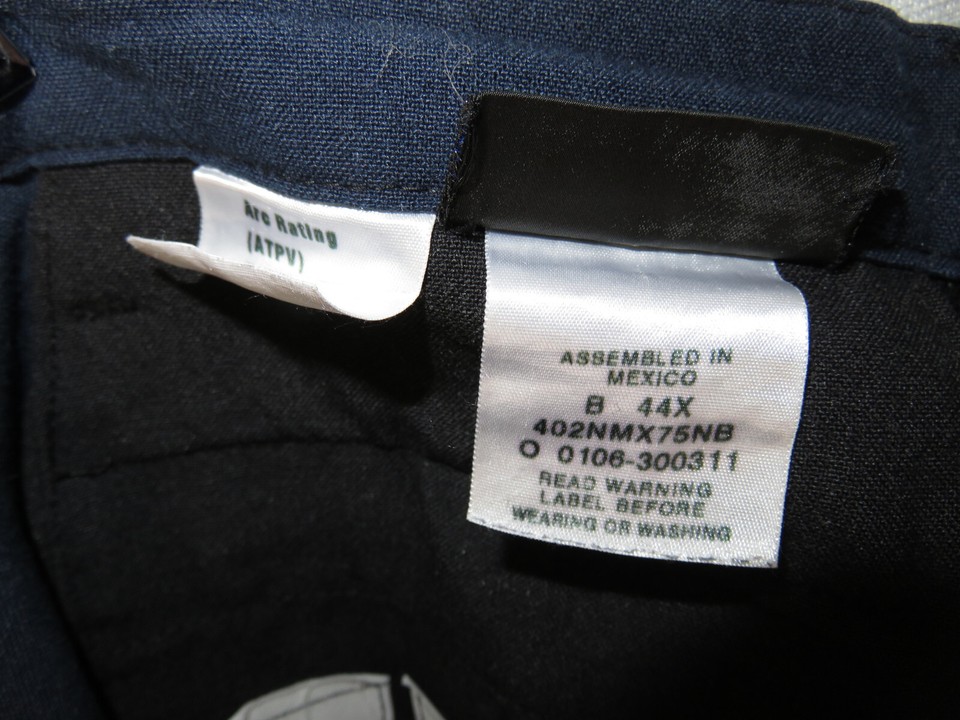 Arc Rating
(ATPV)
ASSEMBLED IN
MEXICO
B 44X
402NMX75NB
O 0106-300311
READ WARNING
LABEL BEFORE
WEARING OR WASHING